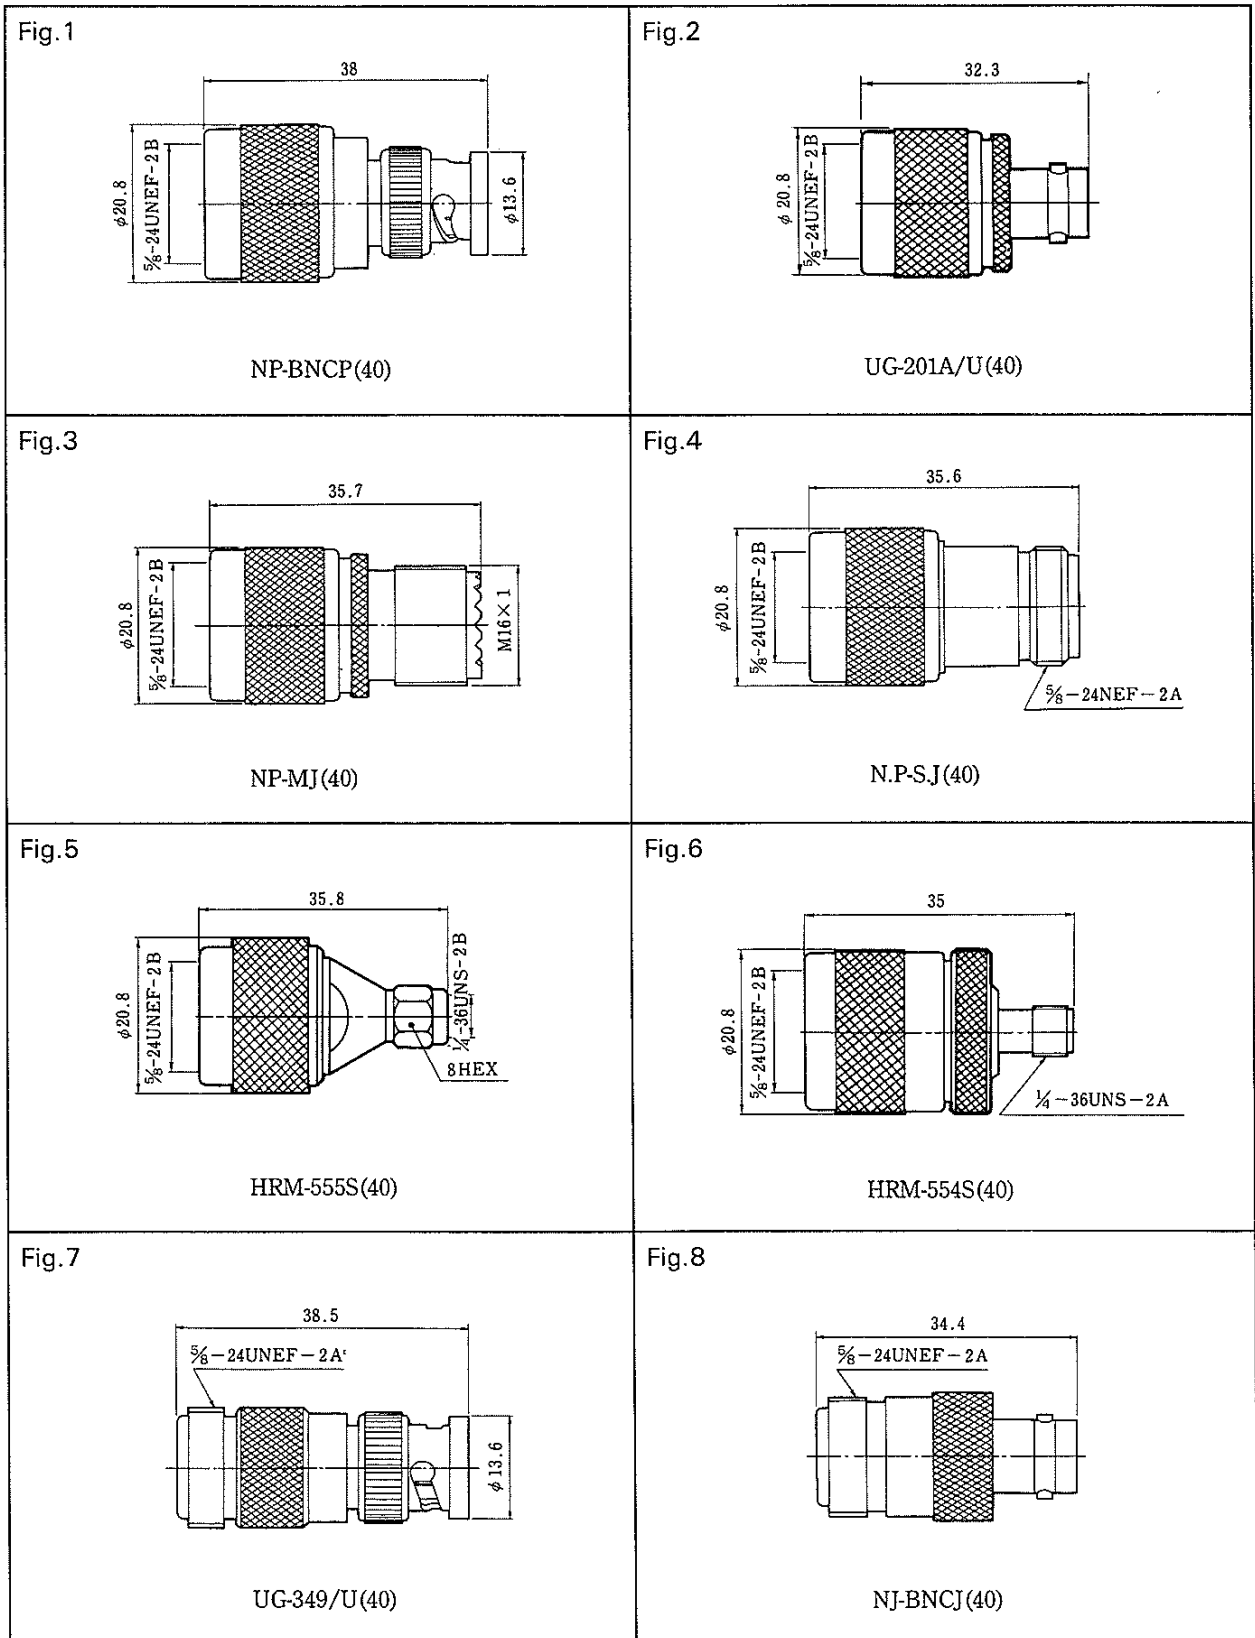 Fig.1
38
φ20.8
⅝-24UNEF-2B
φ13.6
NP-BNCP(40)
Fig.2
32.3
φ20.8
⅝-24UNEF-2B
UG-201A/U(40)
Fig.3
35.7
φ20.8
⅝-24UNEF-2B
M16×1
NP-MJ(40)
Fig.4
35.6
φ20.8
⅝-24UNEF-2B
⅝-24NEF-2A
N.P-S.J(40)
Fig.5
35.8
φ20.8
⅝-24UNEF-2B
¼-36UNS-2B
8HEX
HRM-555S(40)
Fig.6
35
φ20.8
⅝-24UNEF-2B
¼-36UNS-2A
HRM-554S(40)
Fig.7
38.5
⅝-24UNEF-2A
φ13.6
UG-349/U(40)
Fig.8
34.4
⅝-24UNEF-2A
NJ-BNCJ(40)